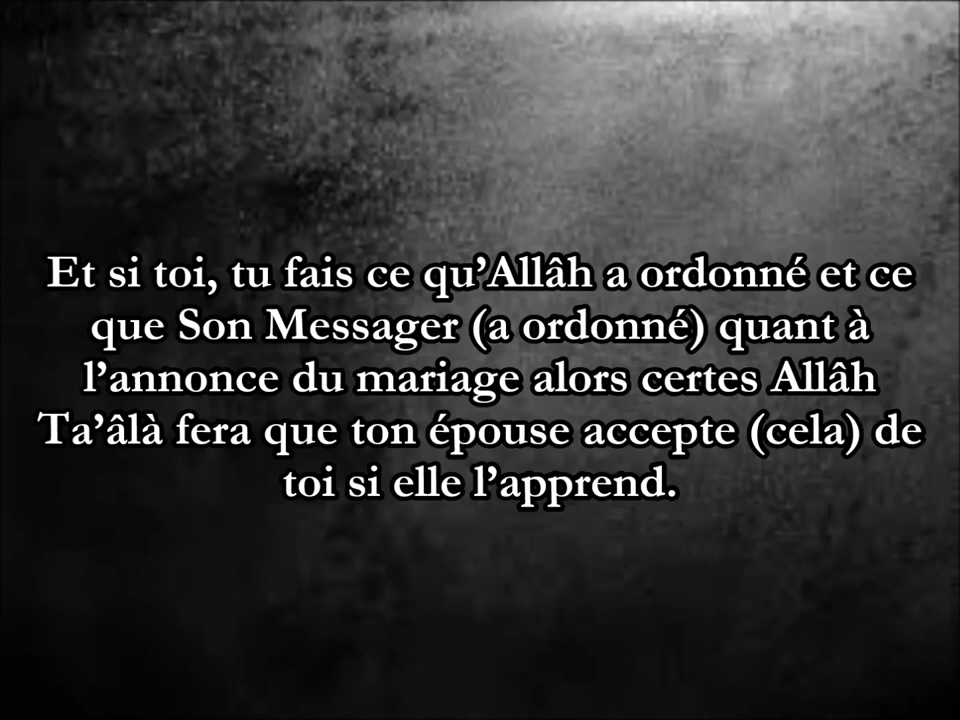 Et si toi, tu fais ce qu’Allâh a ordonné et ce
que Son Messager (a ordonné) quant à
l’annonce du mariage alors certes Allâh
Ta’âlà fera que ton épouse accepte (cela) de
toi si elle l’apprend.